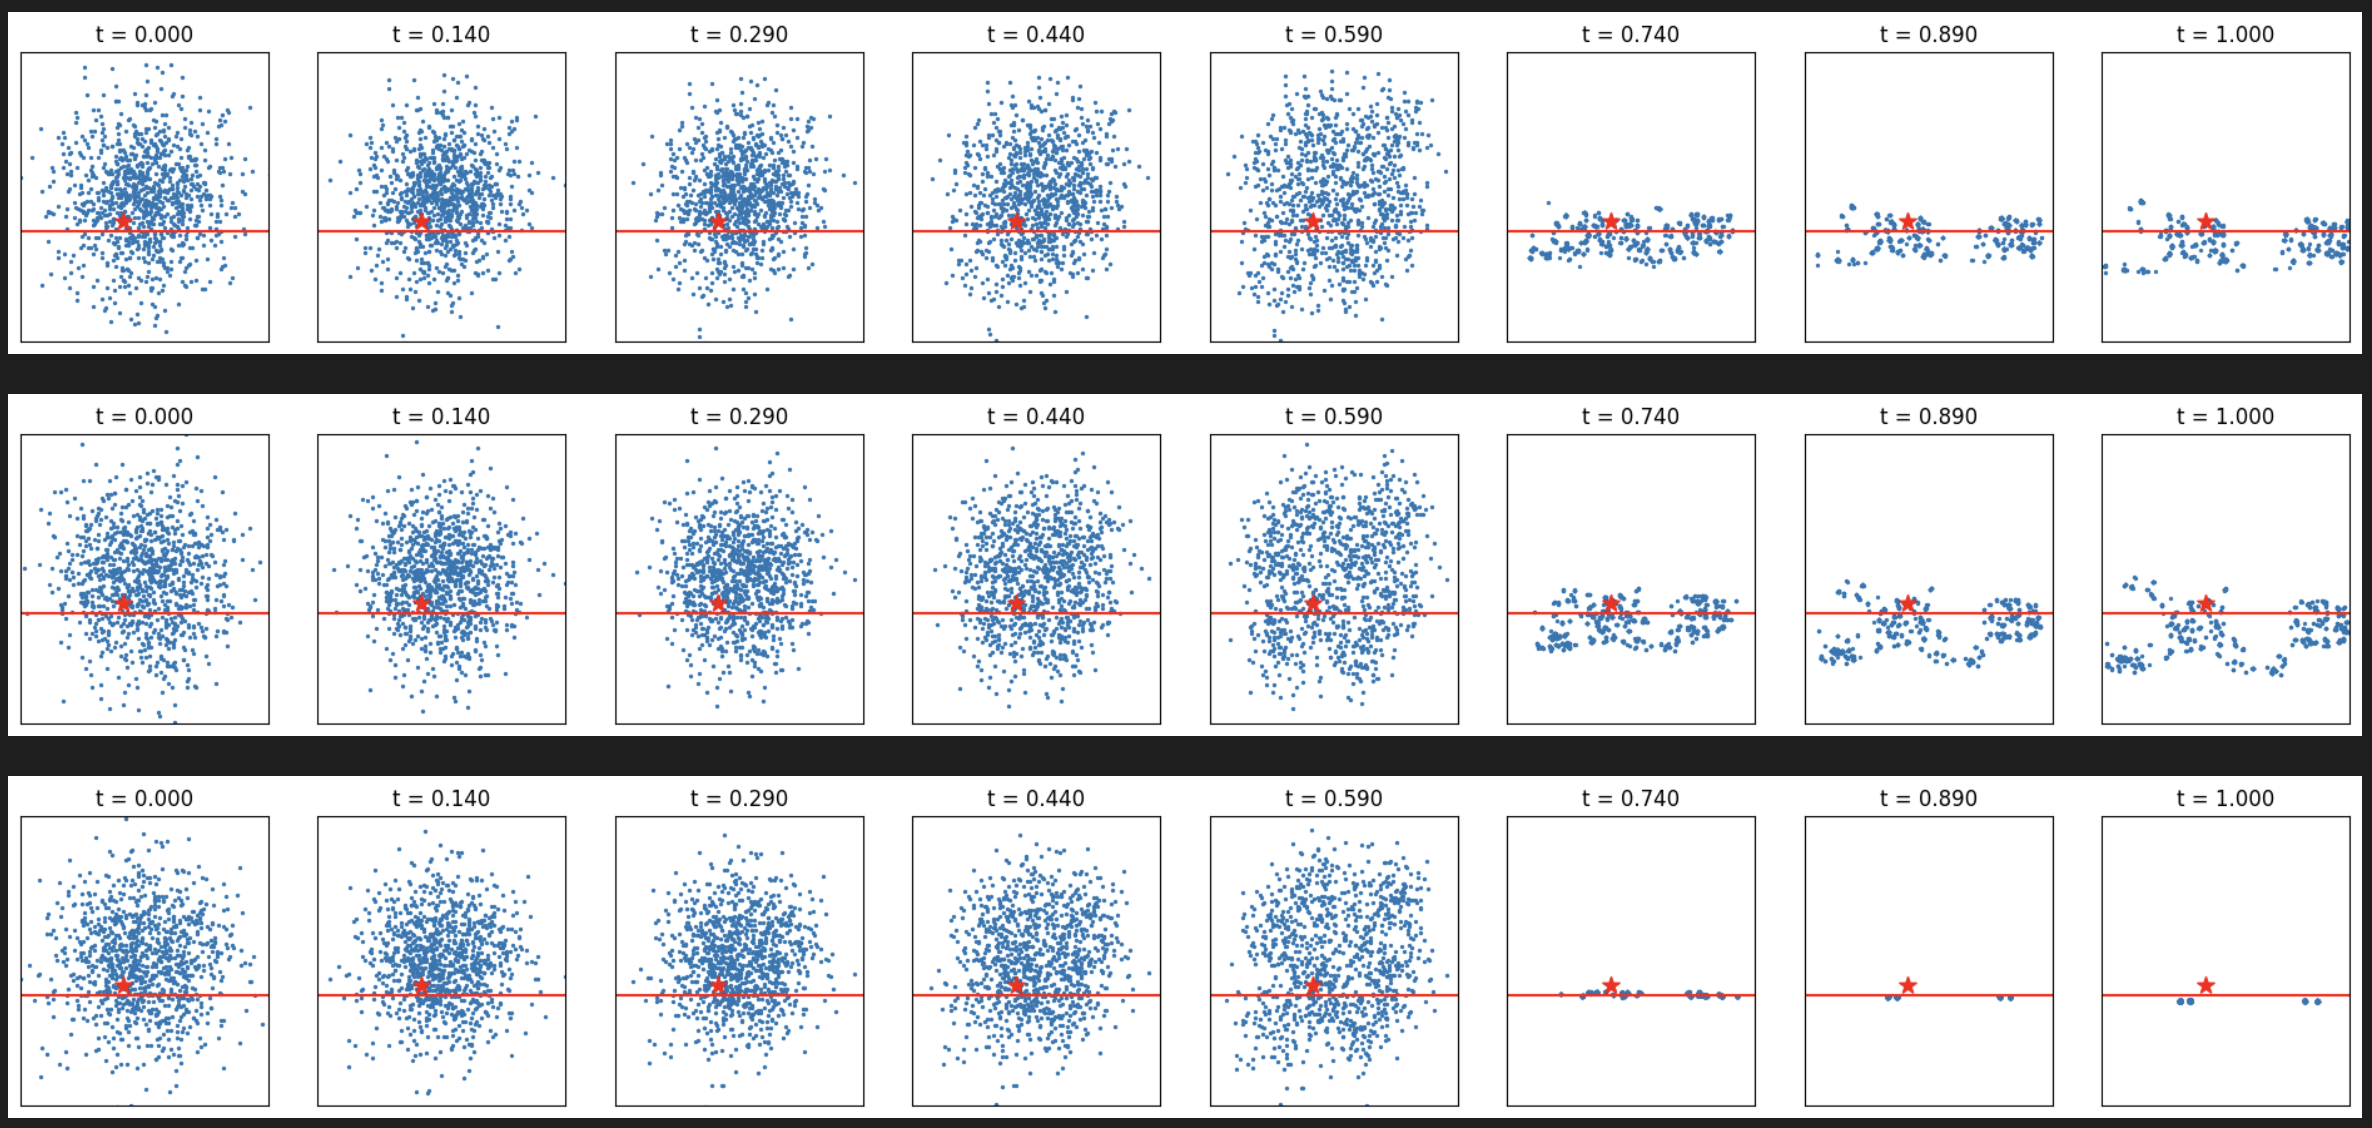 t = 0.000 t = 0.140 t = 0.290 t = 0.440 t = 0.590 t = 0.740 t = 0.890 t = 1.000
t = 0.000 t = 0.140 t = 0.290 t = 0.440 t = 0.590 t = 0.740 t = 0.890 t = 1.000
t = 0.000 t = 0.140 t = 0.290 t = 0.440 t = 0.590 t = 0.740 t = 0.890 t = 1.000